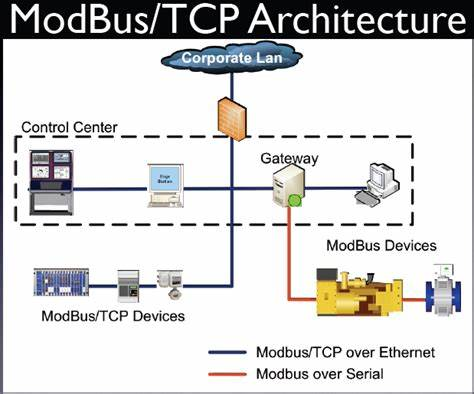 ModBus/TCP Architecture
Corporate Lan
Control Center
Gateway
ModBus Devices
ModBus/TCP Devices
Modbus/TCP over Ethernet
Modbus over Serial